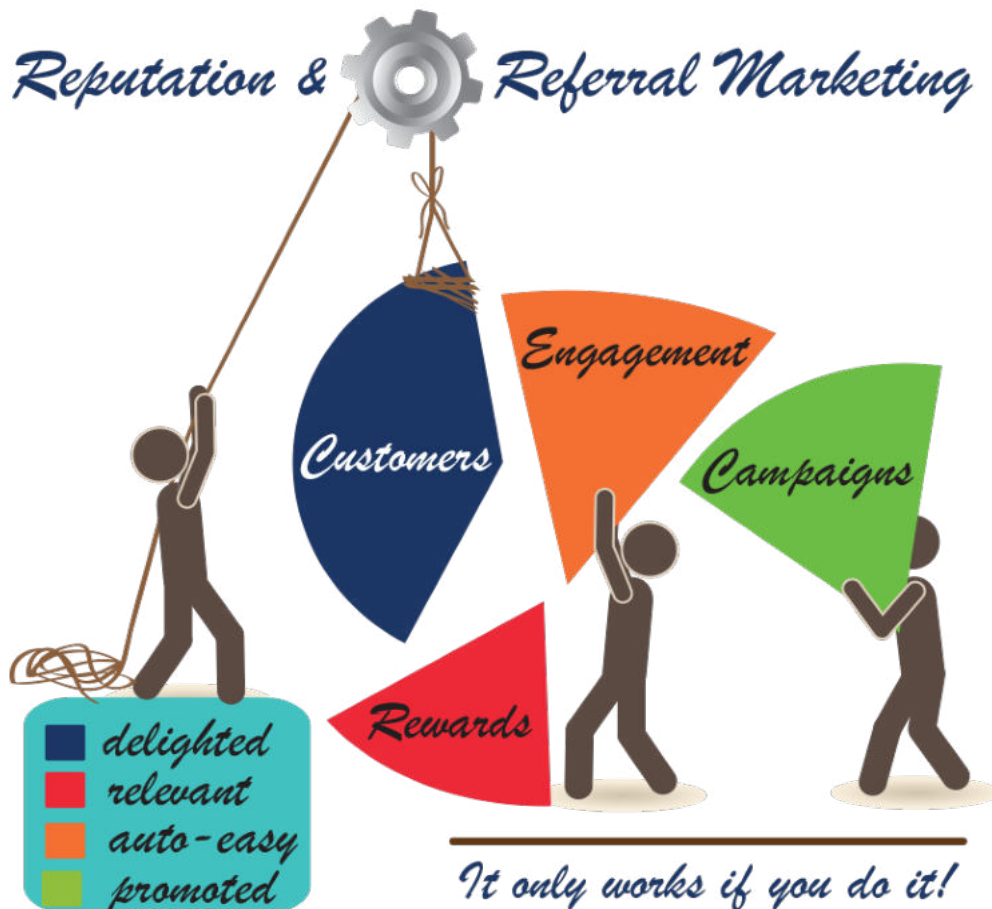 Reputation & Referral Marketing
Engagement
Customers
Campaigns
Rewards
delighted
relevant
auto-easy
promoted
It only works if you do it!